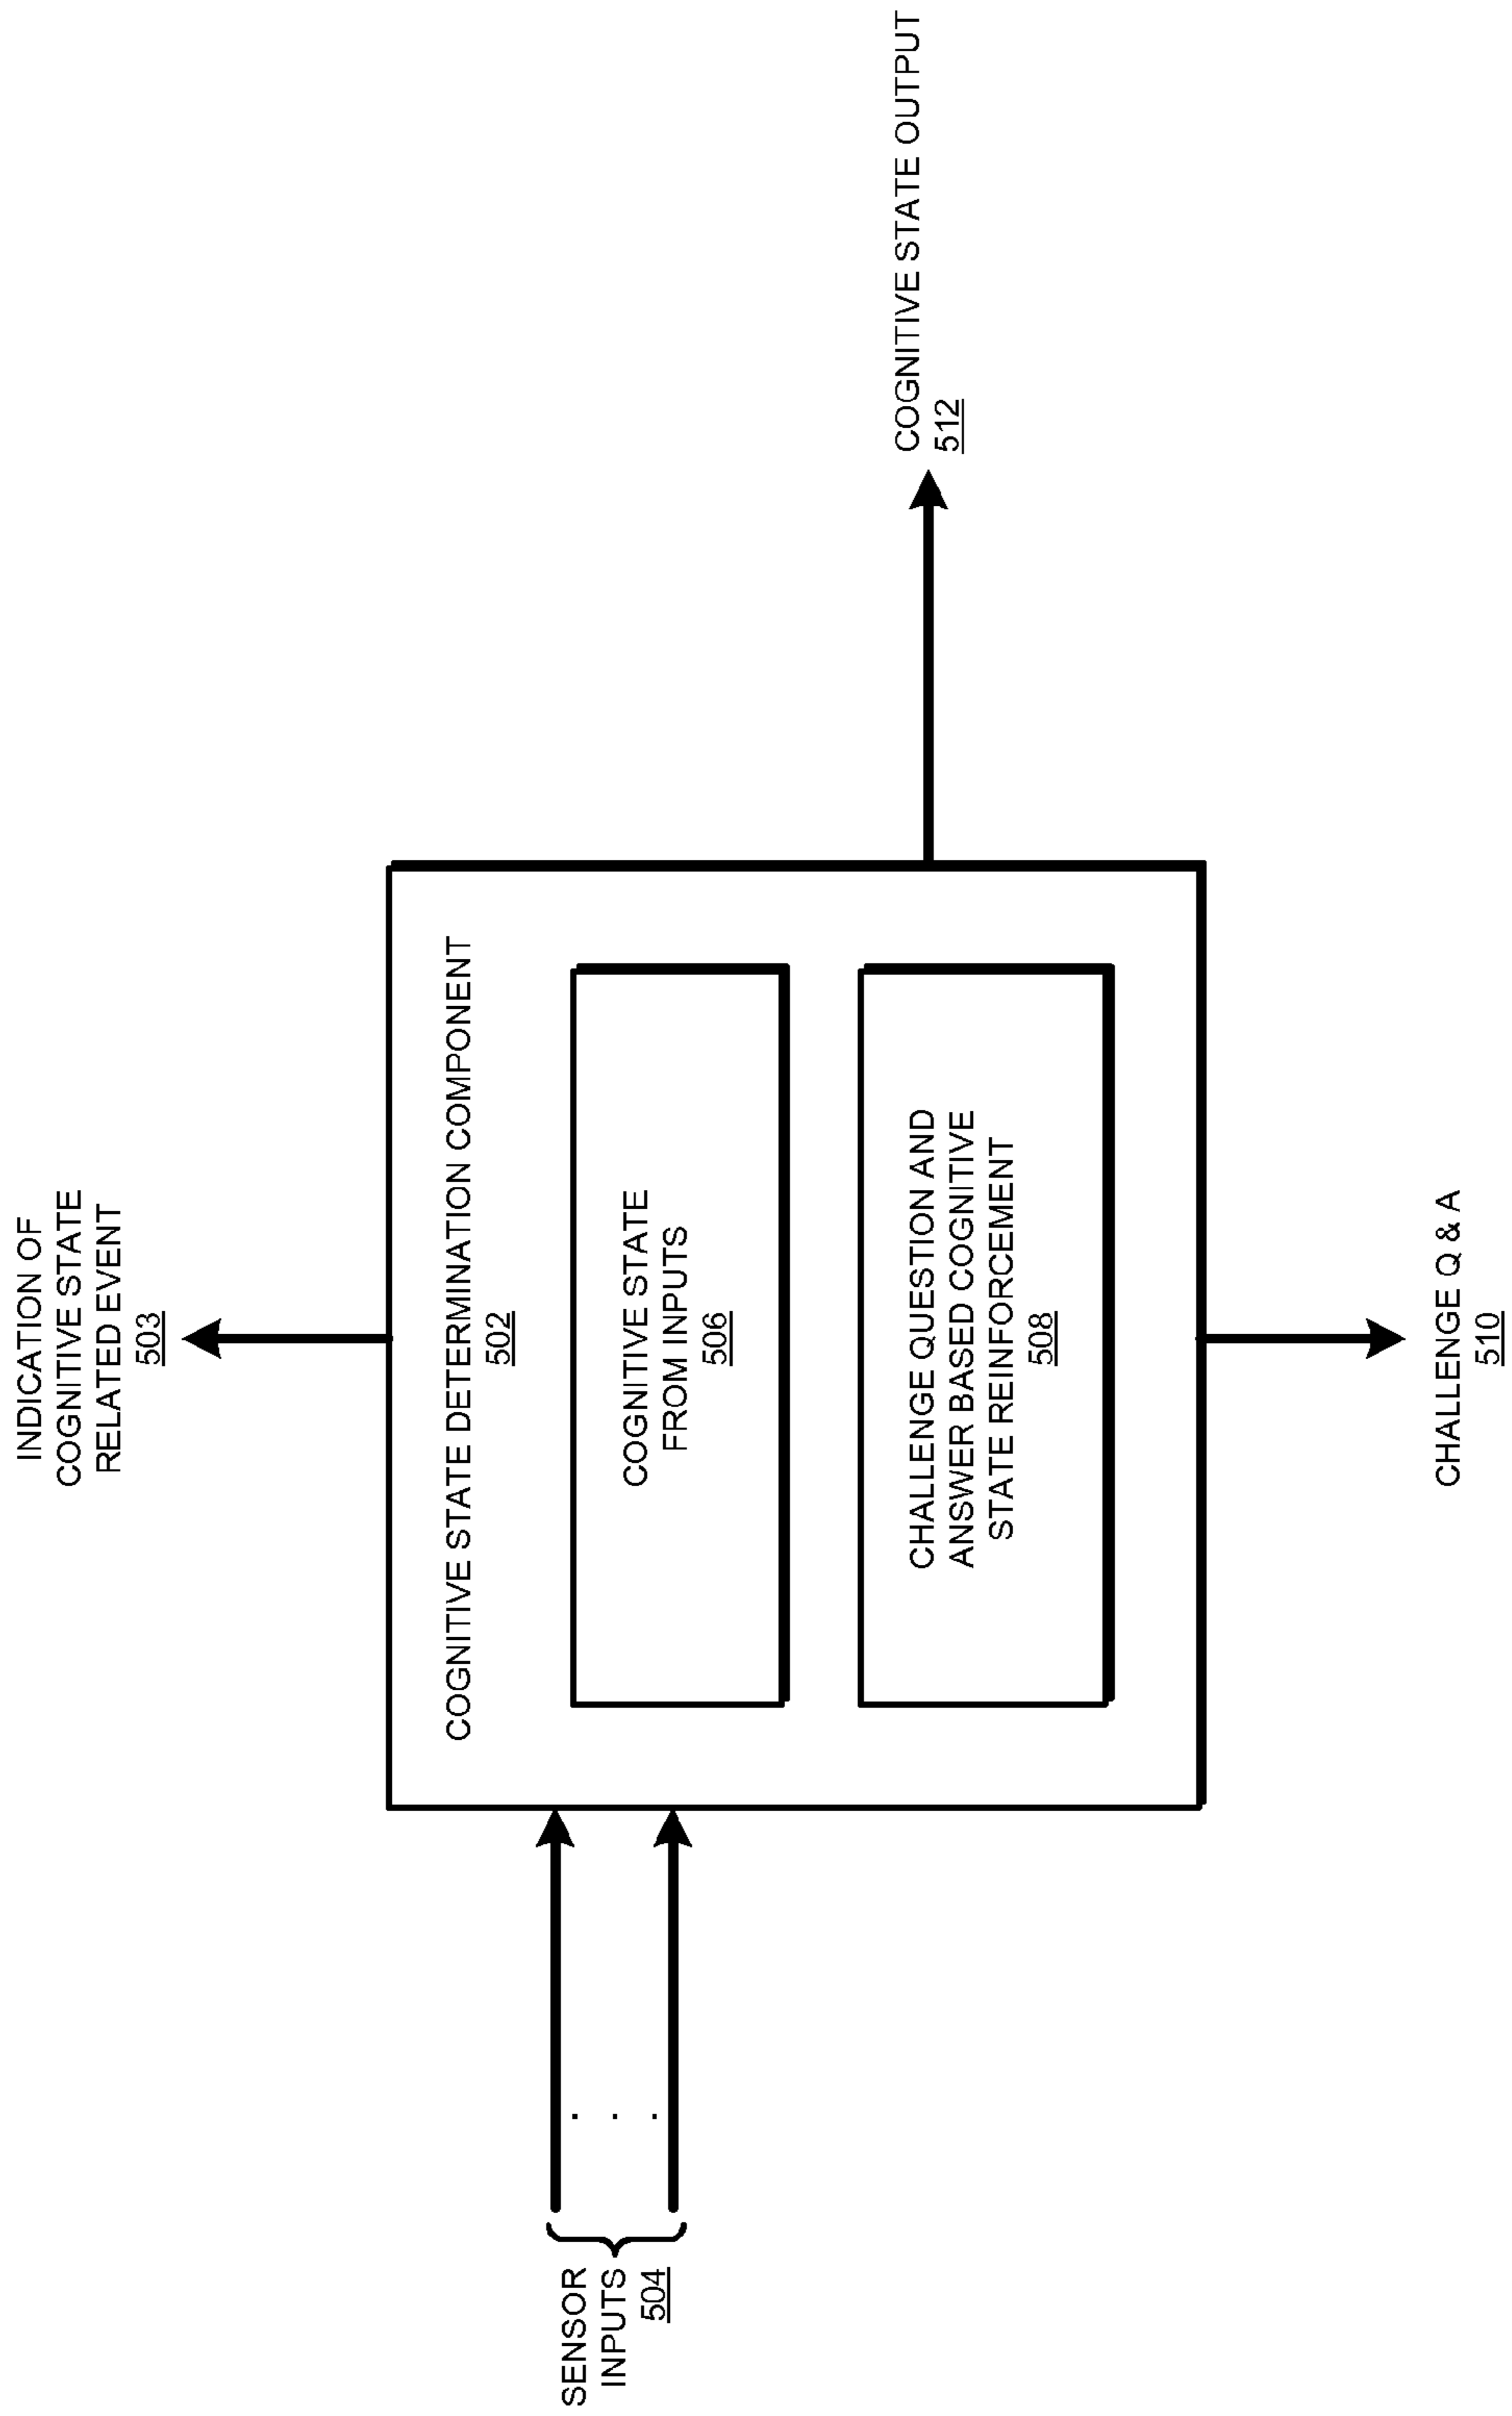 INDICATION OF
COGNITIVE STATE
RELATED EVENT
503
SENSOR
INPUTS
504
. . .
COGNITIVE STATE DETERMINATION COMPONENT
502
COGNITIVE STATE
FROM INPUTS
506
CHALLENGE QUESTION AND
ANSWER BASED COGNITIVE
STATE REINFORCEMENT
508
COGNITIVE STATE OUTPUT
512
CHALLENGE Q & A
510